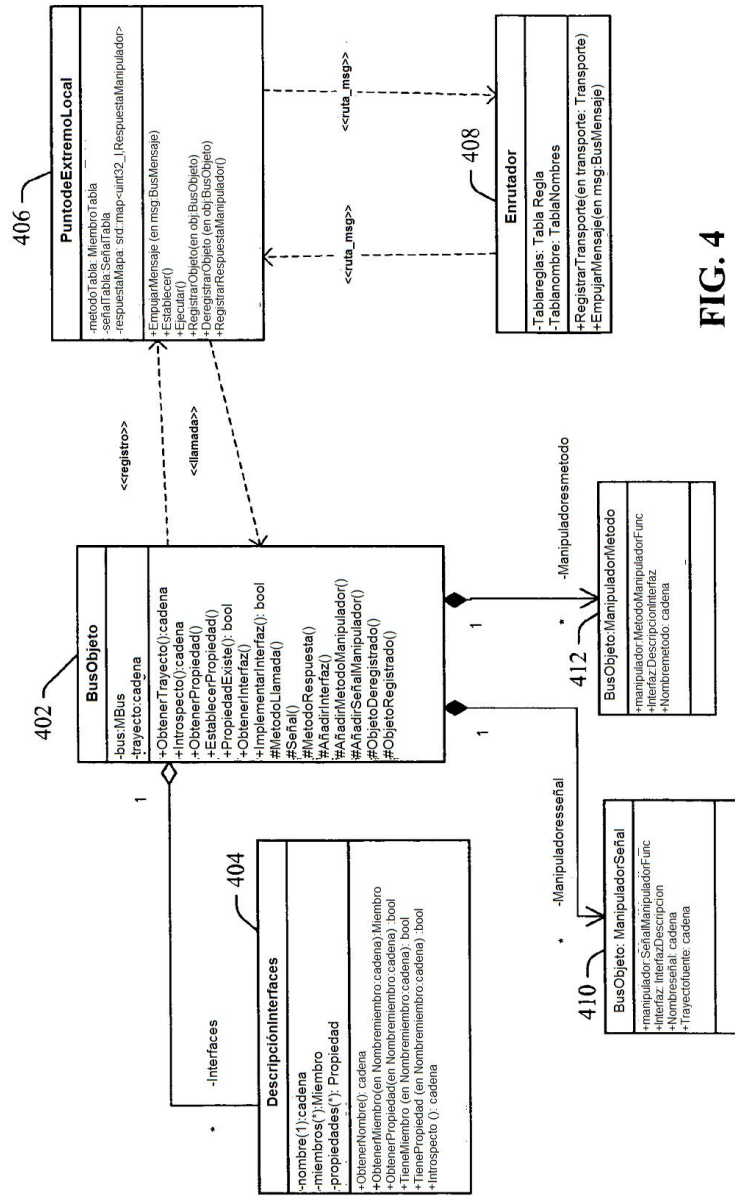 402
BusObjeto
-bus:MBus
-trayecto:cadena
+ObtenerTrayecto():cadena
+Introspecto():cadena
+ObtenerPropiedad()
+EstablecerPropiedad()
+PropiedadExiste(): bool
+ObtenerInterfaz()
+ImplementarInterfaz(): bool
#MetodoLlamada()
#Señal()
#MetodoRespuesta()
#AñadirInterfaz()
#AñadirMetodoManipulador()
#AñadirSeñalManipulador()
#ObjetoDeregistrado()
#ObjetoRegistrado()
<<registro>>
<<llamada>>
406
PuntodeExtremoLocal
-metodoTabla: MiembroTabla
-señalTabla:SeñalTabla
-respuestaMapa: srd::map<uint32_t,RespuestaManipulador>
+EmpujarMensaje (en msg:BusMensaje)
+Establecer()
+Ejecutar()
+RegistrarObjeto(en obj:BusObjeto)
+DeregistrarObjeto (en obj:BusObjeto)
+RegistrarRespuestaManipulador()
1
-Interfaces
*
404
DescripciónInterfaces
-nombre(1):cadena
-miembros(*):Miembro
-propiedades(*): Propiedad
+ObtenerNombre(): cadena
+ObtenerMiembro(en Nombremiembro:cadena):Miembro
+ObtenerPropiedad(en Nombremiembro:cadena) :bool
+TieneMiembro (en Nombremiembro:cadena): bool
+TienePropiedad (en Nombremiembro:cadena) :bool
+Introspecto (): cadena
1
1
<<ruta_msg>>
<<ruta_msg>>
408
Enrutador
-Tablareglas: Tabla Regla
-Tablanombre: TablaNombres
+RegistrarTransporte(en transporte: Transporte)
+EmpujarMensaje(en msg:BusMensaje)
-Manipuladoresseñal
*
410
BusObjeto: ManipuladorSeñal
+manipulador:SeñalManipuladorFunc
+Interfaz: InterfazDescripcion
+Nombreseñal: cadena
+Trayectofuente: cadena
-Manipuladoresmetodo
*
412
BusObjeto:ManipuladorMetodo
+manipulador:MetodoManipuladorFunc
+Interfaz:DescripcionInterfaz
+Nombremetodo: cadena
FIG. 4